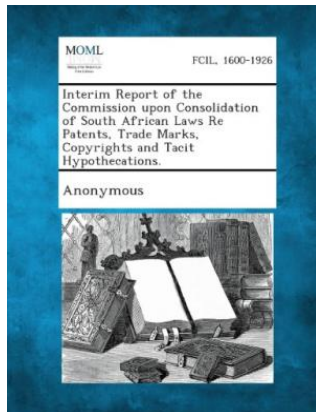 MOML
FCIL, 1600-1926
Interim Report of the
Commission upon Consolidation
of South African Laws Re
Patents, Trade Marks,
Copyrights and Tacit
Hypothecations.
Anonymous